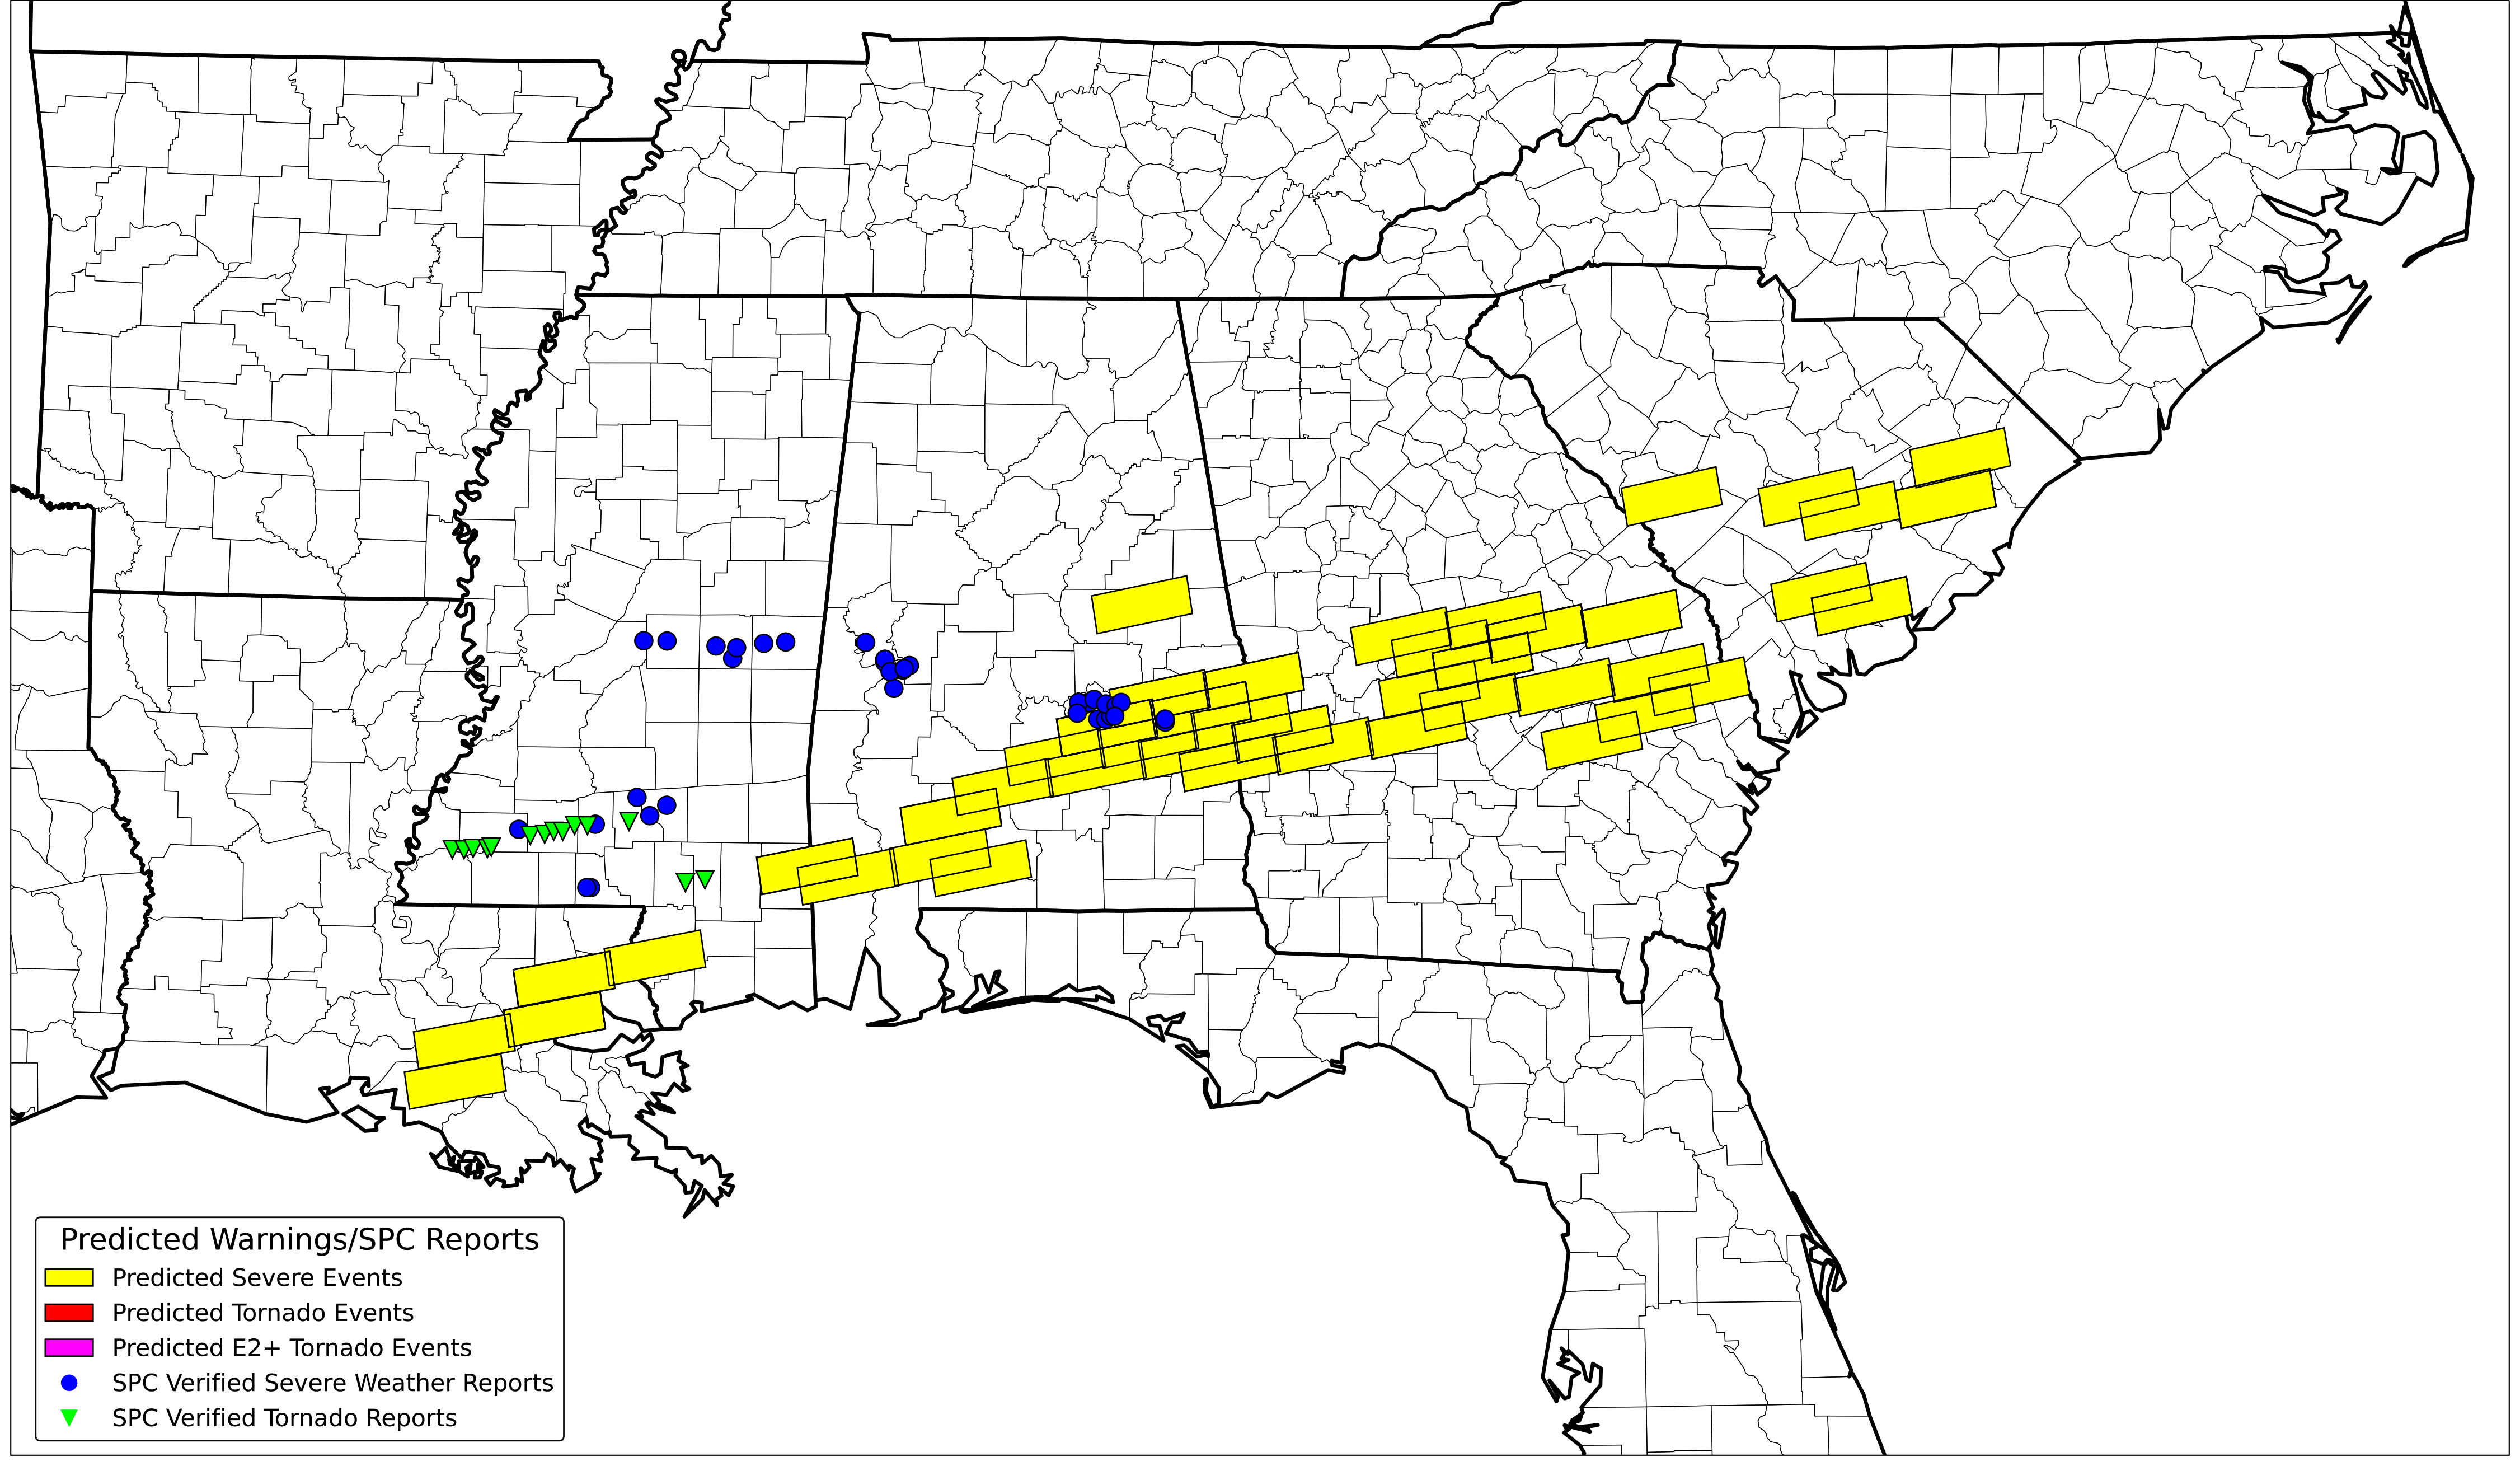 Predicted Warnings/SPC Reports
Predicted Severe Events
Predicted Tornado Events
Predicted E2+ Tornado Events
SPC Verified Severe Weather Reports
SPC Verified Tornado Reports